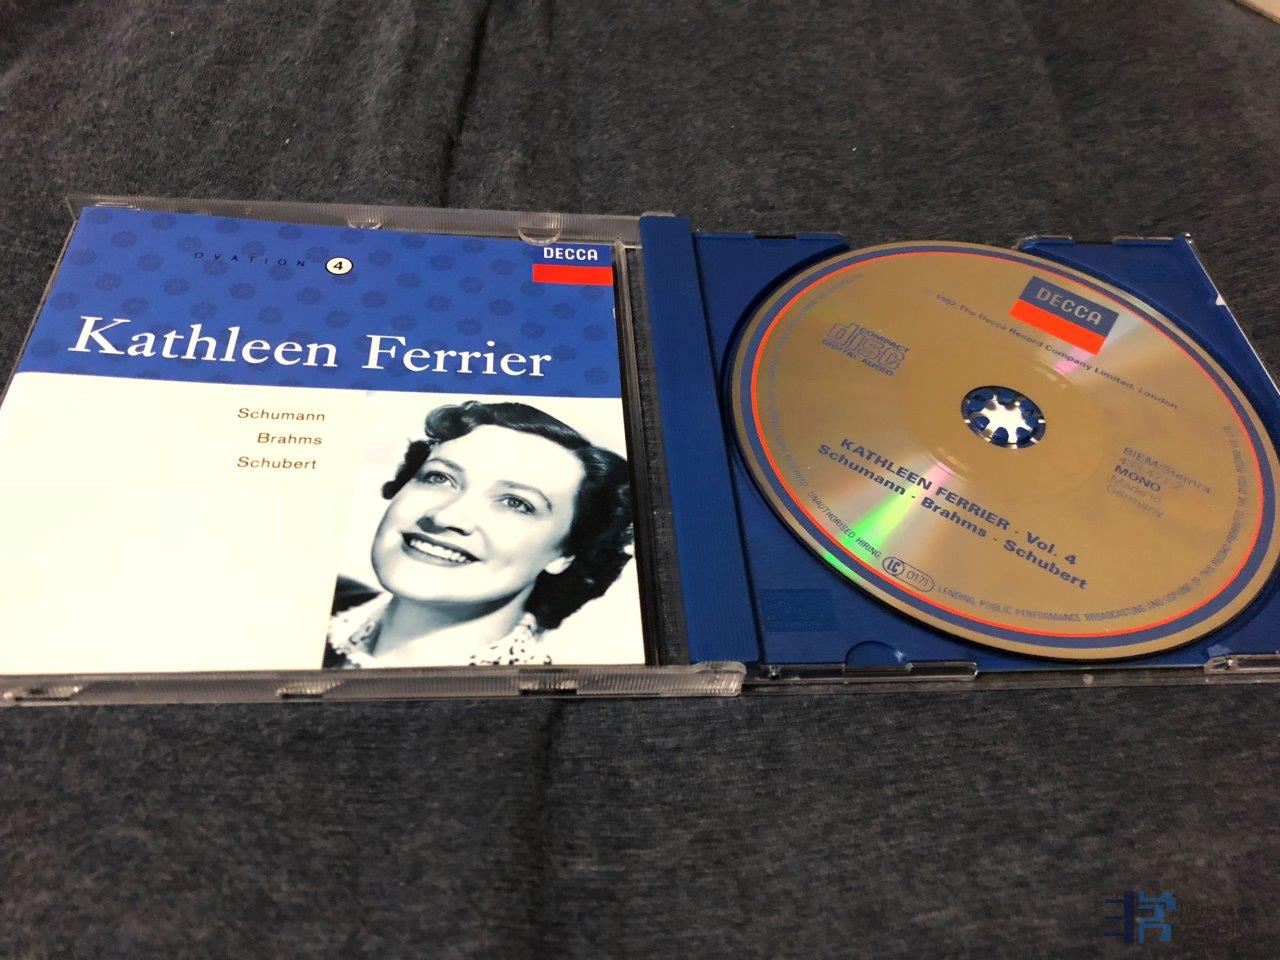 OVATION 4
DECCA
Kathleen Ferrier
Schumann
Brahms
Schubert
DECCA
1992 The Decca Record Company Limited, London
COMPACT
disc
DIGITAL AUDIO
BIEM/Stemra
MONO
Made in
Germany
KATHLEEN FERRIER · Vol. 4
Schumann · Brahms · Schubert
LC 0171
UNAUTHORISED HIRING, LENDING, PUBLIC PERFORMANCE, BROADCASTING AND COPYING OF THIS RECORD PROHIBITED